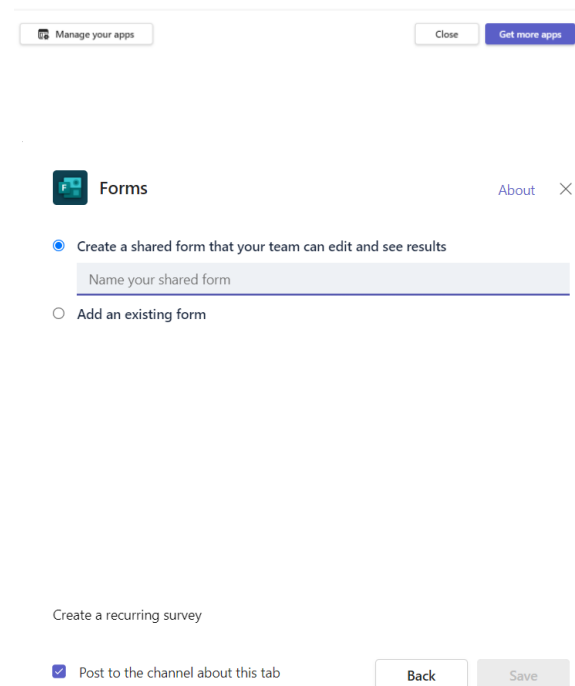 Manage your apps
Close
Get more apps
F
Forms
About
Create a shared form that your team can edit and see results
Name your shared form
Add an existing form
Create a recurring survey
Post to the channel about this tab
Back
Save